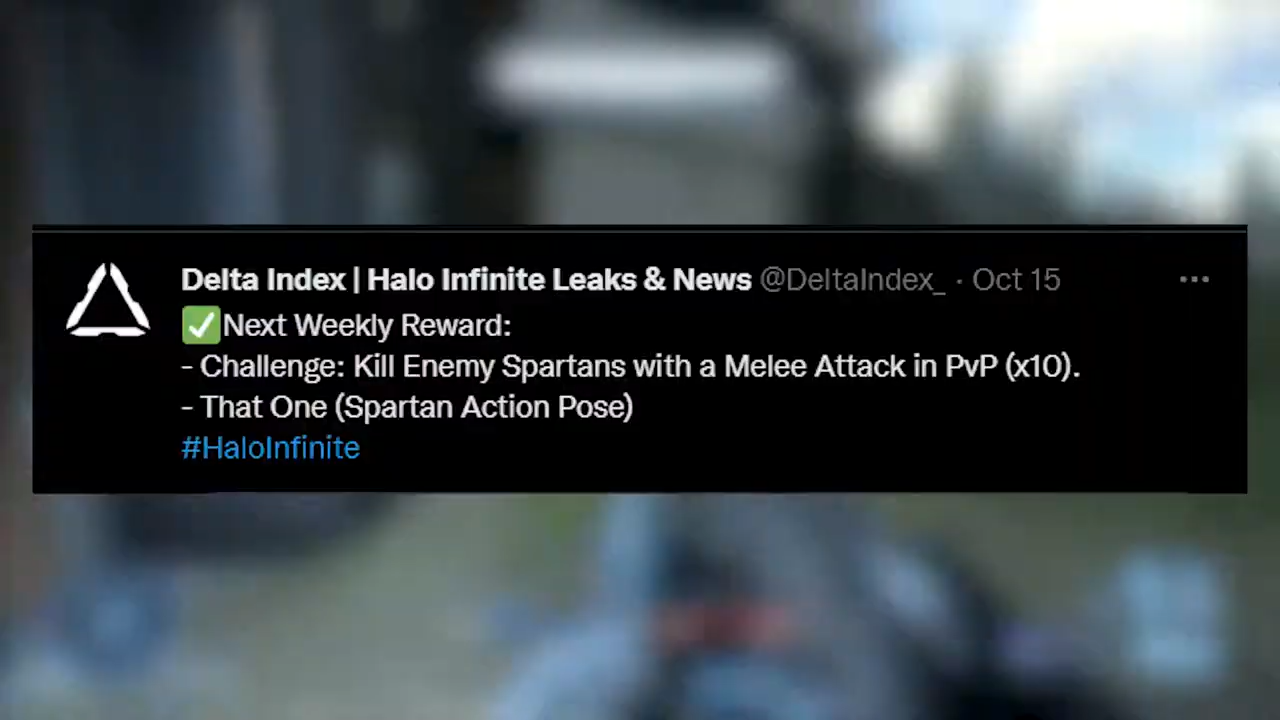 Delta Index | Halo Infinite Leaks & News @DeltaIndex_ · Oct 15
✅Next Weekly Reward:
- Challenge: Kill Enemy Spartans with a Melee Attack in PvP (x10).
- That One (Spartan Action Pose)
#HaloInfinite